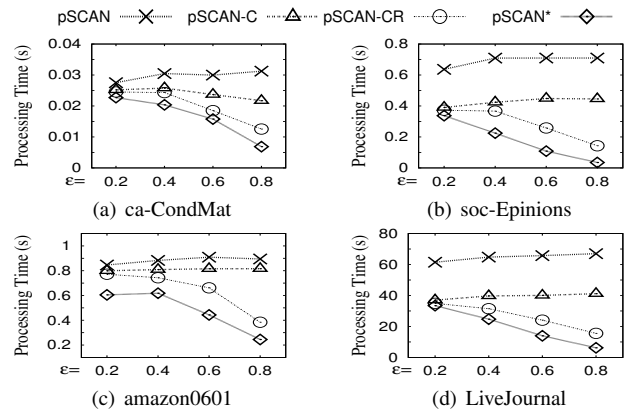 pSCAN pSCAN-C pSCAN-CR pSCAN*
Processing Time (s)
0.04
0.03
0.02
0.01
0
ε= 0.2 0.4 0.6 0.8
(a) ca-CondMat
Processing Time (s)
0.8
0.6
0.4
0.2
0
ε= 0.2 0.4 0.6 0.8
(b) soc-Epinions
Processing Time (s)
1
0.8
0.6
0.4
0.2
ε= 0.2 0.4 0.6 0.8
(c) amazon0601
Processing Time (s)
80
60
40
20
0
ε= 0.2 0.4 0.6 0.8
(d) LiveJournal